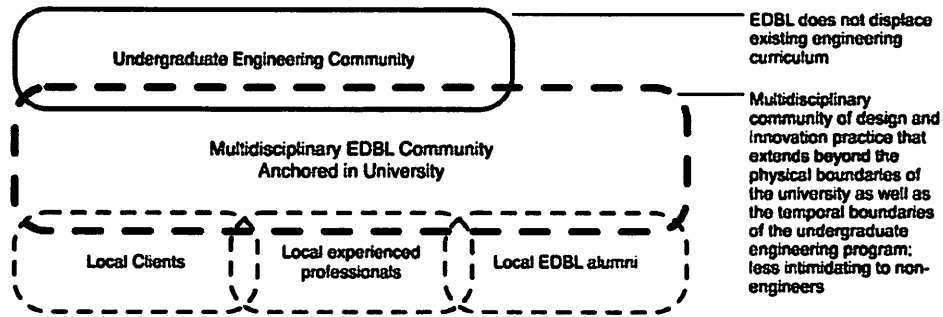 Undergraduate Engineering Community
Multidisciplinary EDBL Community
Anchored in University
Local Clients
Local experienced
professionals
Local EDBL alumni
EDBL does not displace
existing engineering
curriculum
Multidisciplinary
community of design and
innovation practice that
extends beyond the
physical boundaries of
the university as well as
the temporal boundaries
of the undergraduate
engineering program;
less intimidating to non-
engineers